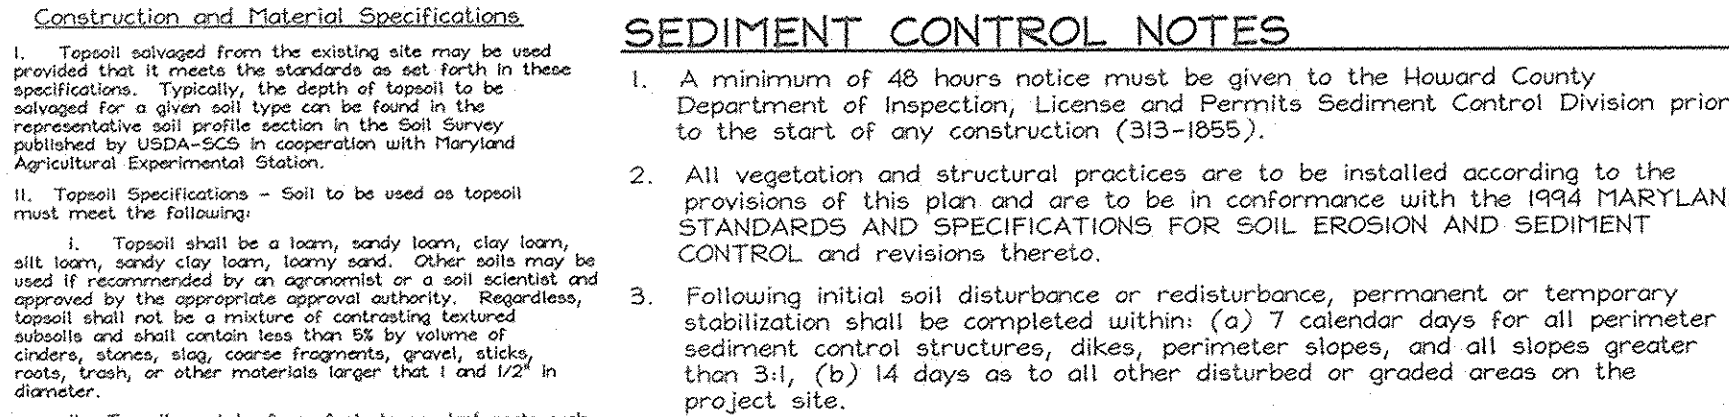 Construction and Material Specifications
I. Topsoil salvaged from the existing site may be used
provided that it meets the standards as set forth in these
specifications. Typically, the depth of topsoil to be
salvaged for a given soil type can be found in the
representative soil profile section in the Soil Survey
published by USDA-SCS in cooperation with Maryland
Agricultural Experimental Station.
II. Topsoil Specifications - Soil to be used as topsoil
must meet the following:
i. Topsoil shall be a loam, sandy loam, clay loam,
silt loam, sandy clay loam, loamy sand. Other soils may be
used if recommended by an agronomist or a soil scientist and
approved by the appropriate approval authority. Regardless,
topsoil shall not be a mixture of contrasting textured
subsoils and shall contain less than 5% by volume of
cinders, stones, slag, coarse fragments, gravel, sticks,
roots, trash, or other materials larger that 1 and 1/2" in
diameter.
SEDIMENT CONTROL NOTES
1. A minimum of 48 hours notice must be given to the Howard County
Department of Inspection, License and Permits Sediment Control Division prior
to the start of any construction (313-1855).
2. All vegetation and structural practices are to be installed according to the
provisions of this plan and are to be in conformance with the 1994 MARYLAN
STANDARDS AND SPECIFICATIONS FOR SOIL EROSION AND SEDIMENT
CONTROL and revisions thereto.
3. Following initial soil disturbance or redisturbance, permanent or temporary
stabilization shall be completed within: (a) 7 calendar days for all perimeter
sediment control structures, dikes, perimeter slopes, and all slopes greater
than 3:1, (b) 14 days as to all other disturbed or graded areas on the
project site.